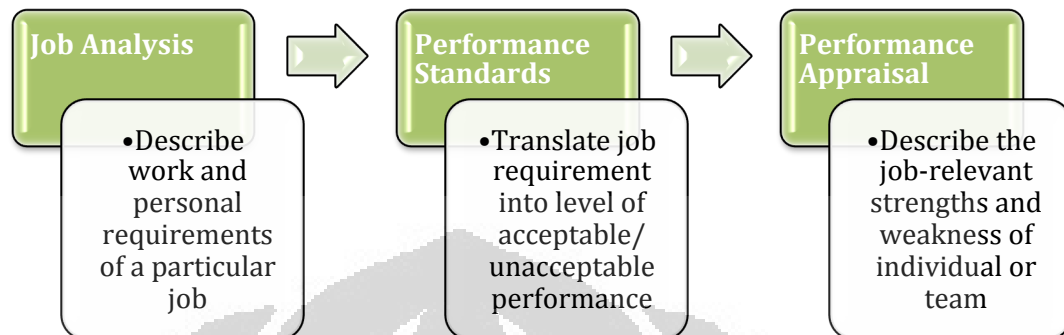 Job Analysis
•Describe
work and
personal
requirements
of a particular
job
Performance
Standards
•Translate job
requirement
into level of
acceptable/
unacceptable
performance
Performance
Appraisal
•Describe the
job-relevant
strengths and
weakness of
individual or
team